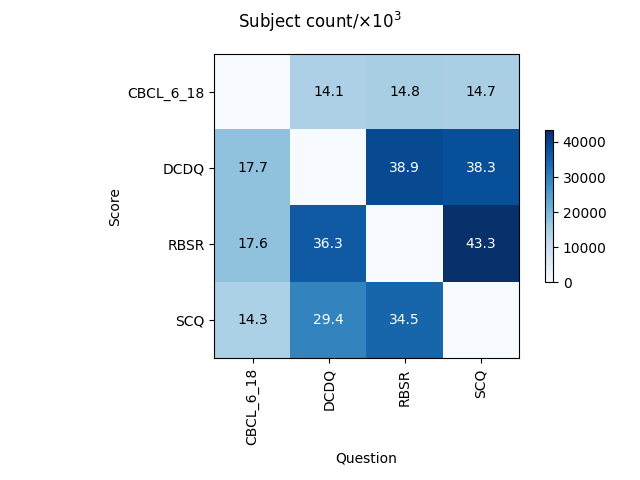 Subject count/×10³
CBCL_6_18 14.1 14.8 14.7
DCDQ 17.7 38.9 38.3
RBSR 17.6 36.3 43.3
SCQ 14.3 29.4 34.5
Score
CBCL_6_18 DCDQ RBSR SCQ
Question
40000
30000
20000
10000
0